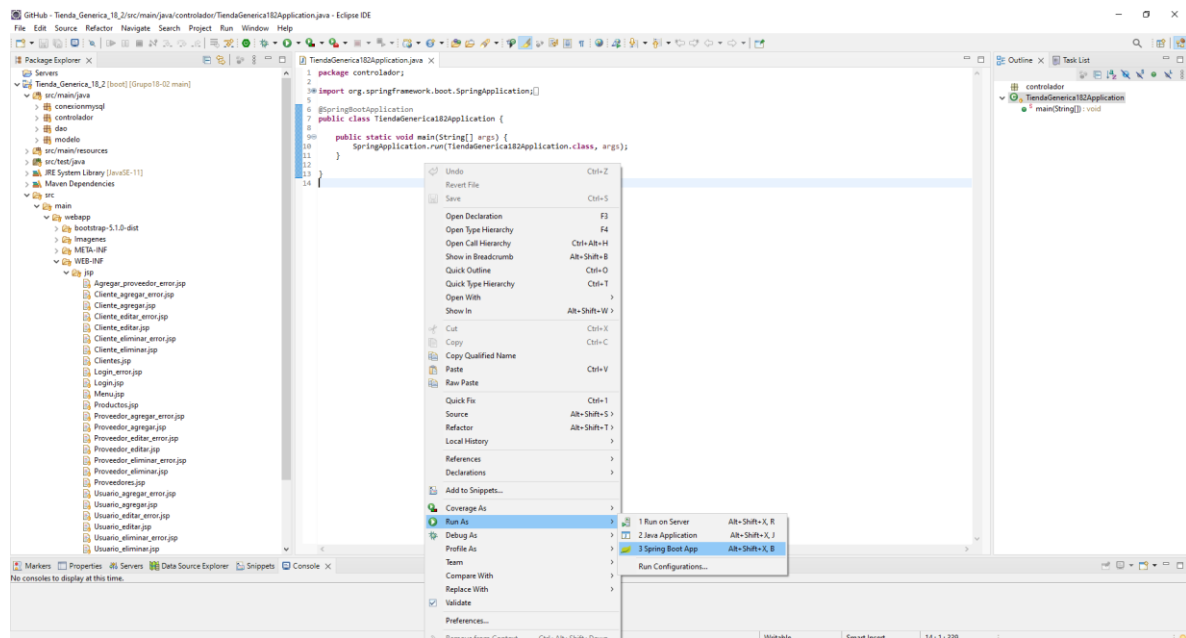 GitHub - Tienda_Generica_18_2/src/main/java/controlador/TiendaGenerica182Application.java - Eclipse IDE
File Edit Source Refactor Navigate Search Project Run Window Help
Package Explorer
Servers
Tienda_Generica_18_2 [boot] [Grupo18-02 main]
src/main/java
conexionmysql
controlador
dao
modelo
src/main/resources
src/test/java
JRE System Library [JavaSE-11]
Maven Dependencies
src
main
webapp
bootstrap-5.1.0-dist
Imagenes
META-INF
WEB-INF
jsp
Agregar_proveedor_error.jsp
Cliente_agregar_error.jsp
Cliente_agregar.jsp
Cliente_editar_error.jsp
Cliente_editar.jsp
Cliente_eliminar_error.jsp
Cliente_eliminar.jsp
Clientes.jsp
Login_error.jsp
Login.jsp
Menu.jsp
Productos.jsp
Proveedor_agregar_error.jsp
Proveedor_agregar.jsp
Proveedor_editar_error.jsp
Proveedor_editar.jsp
Proveedor_eliminar_error.jsp
Proveedor_eliminar.jsp
Proveedores.jsp
Usuario_agregar_error.jsp
Usuario_agregar.jsp
Usuario_editar_error.jsp
Usuario_editar.jsp
Usuario_eliminar_error.jsp
Usuario_eliminar.jsp
TiendaGenerica182Application.java
1 package controlador;
2
3 import org.springframework.boot.SpringApplication;
5
6 @SpringBootApplication
7 public class TiendaGenerica182Application {
8
9 public static void main(String[] args) {
10 SpringApplication.run(TiendaGenerica182Application.class, args);
11 }
12
13 }
14
Undo Ctrl+Z
Revert File
Save Ctrl+S
Open Declaration F3
Open Type Hierarchy F4
Open Call Hierarchy Ctrl+Alt+H
Show in Breadcrumb Alt+Shift+B
Quick Outline Ctrl+O
Quick Type Hierarchy Ctrl+T
Open With
Show In Alt+Shift+W
Cut Ctrl+X
Copy Ctrl+C
Copy Qualified Name
Paste Ctrl+V
Raw Paste
Quick Fix Ctrl+1
Source Alt+Shift+S
Refactor Alt+Shift+T
Local History
References
Declarations
Add to Snippets...
Coverage As
Run As
Debug As
Profile As
Team
Compare With
Replace With
Validate
Preferences...
Remove from Context Ctrl+Alt+Shift+Down
1 Run on Server Alt+Shift+X, R
2 Java Application Alt+Shift+X, J
3 Spring Boot App Alt+Shift+X, B
Run Configurations...
Outline Task List
controlador
TiendaGenerica182Application
main(String[]) : void
Markers Properties Servers Data Source Explorer Snippets Console
No consoles to display at this time.
Writable Smart Insert 14 : 1 : 339